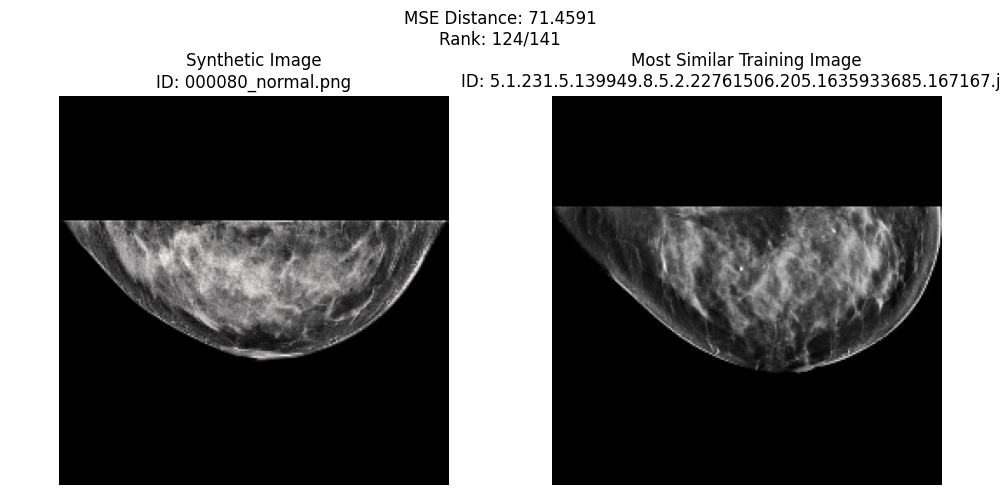 MSE Distance: 71.4591
Rank: 124/141
Synthetic Image
ID: 000080_normal.png
Most Similar Training Image
ID: 5.1.231.5.139949.8.5.2.22761506.205.1635933685.167167.j